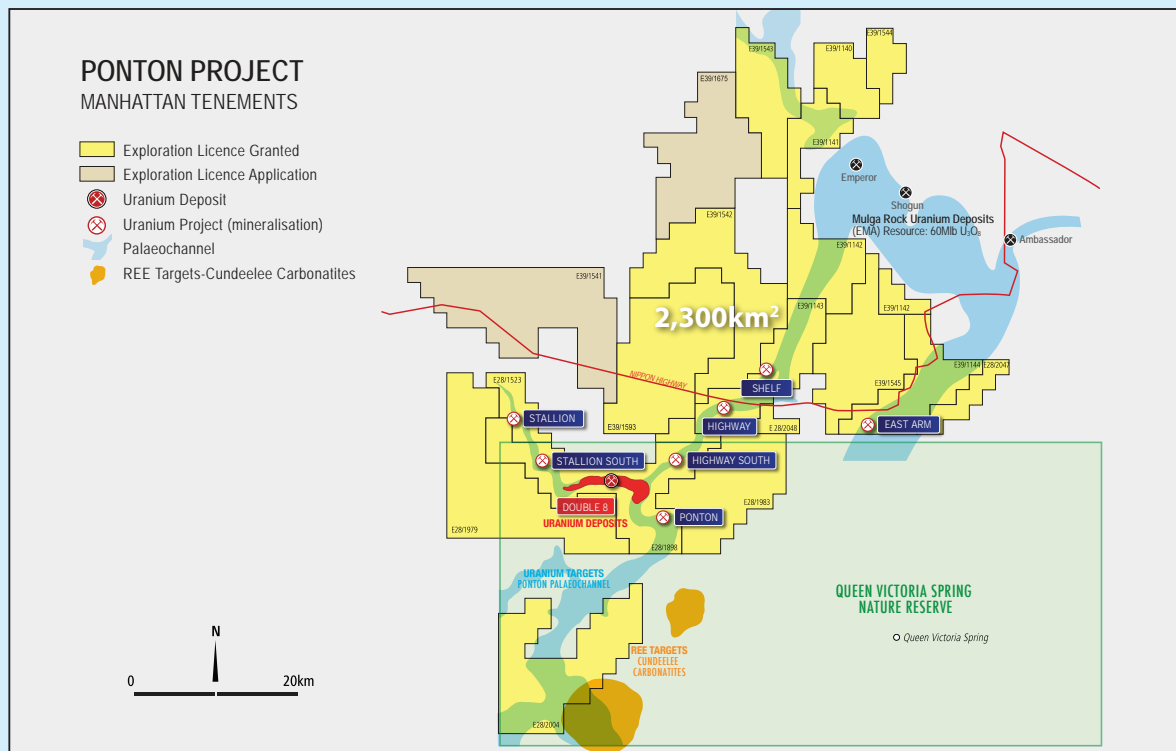 PONTON PROJECT
MANHATTAN TENEMENTS
Exploration Licence Granted
Exploration Licence Application
Uranium Deposit
Uranium Project (mineralisation)
Palaeochannel
REE Targets-Cundeelee Carbonatites
E39/1544
E39/1543
E39/1140
E39/1675
E39/1141
Emperor
Shogun
Mulga Rock Uranium Deposits
(EMA) Resource: 60Mlb U₃O₈
Ambassador
E39/1542
E39/1142
E39/1541
E39/1143
E39/1142
2,300km²
NIPPON HIGHWAY
SHELF
E39/1144
E28/2047
E28/1523
E39/1545
STALLION
HIGHWAY
EAST ARM
E39/1593
E 28/2048
STALLION SOUTH
HIGHWAY SOUTH
DOUBLE 8
URANIUM DEPOSITS
PONTON
E28/1983
E28/1979
E28/1898
URANIUM TARGETS
PONTON PALAEOCHANNEL
QUEEN VICTORIA SPRING
NATURE RESERVE
Queen Victoria Spring
REE TARGETS
CUNDEELEE
CARBONATITES
N
0
20km
E28/2004